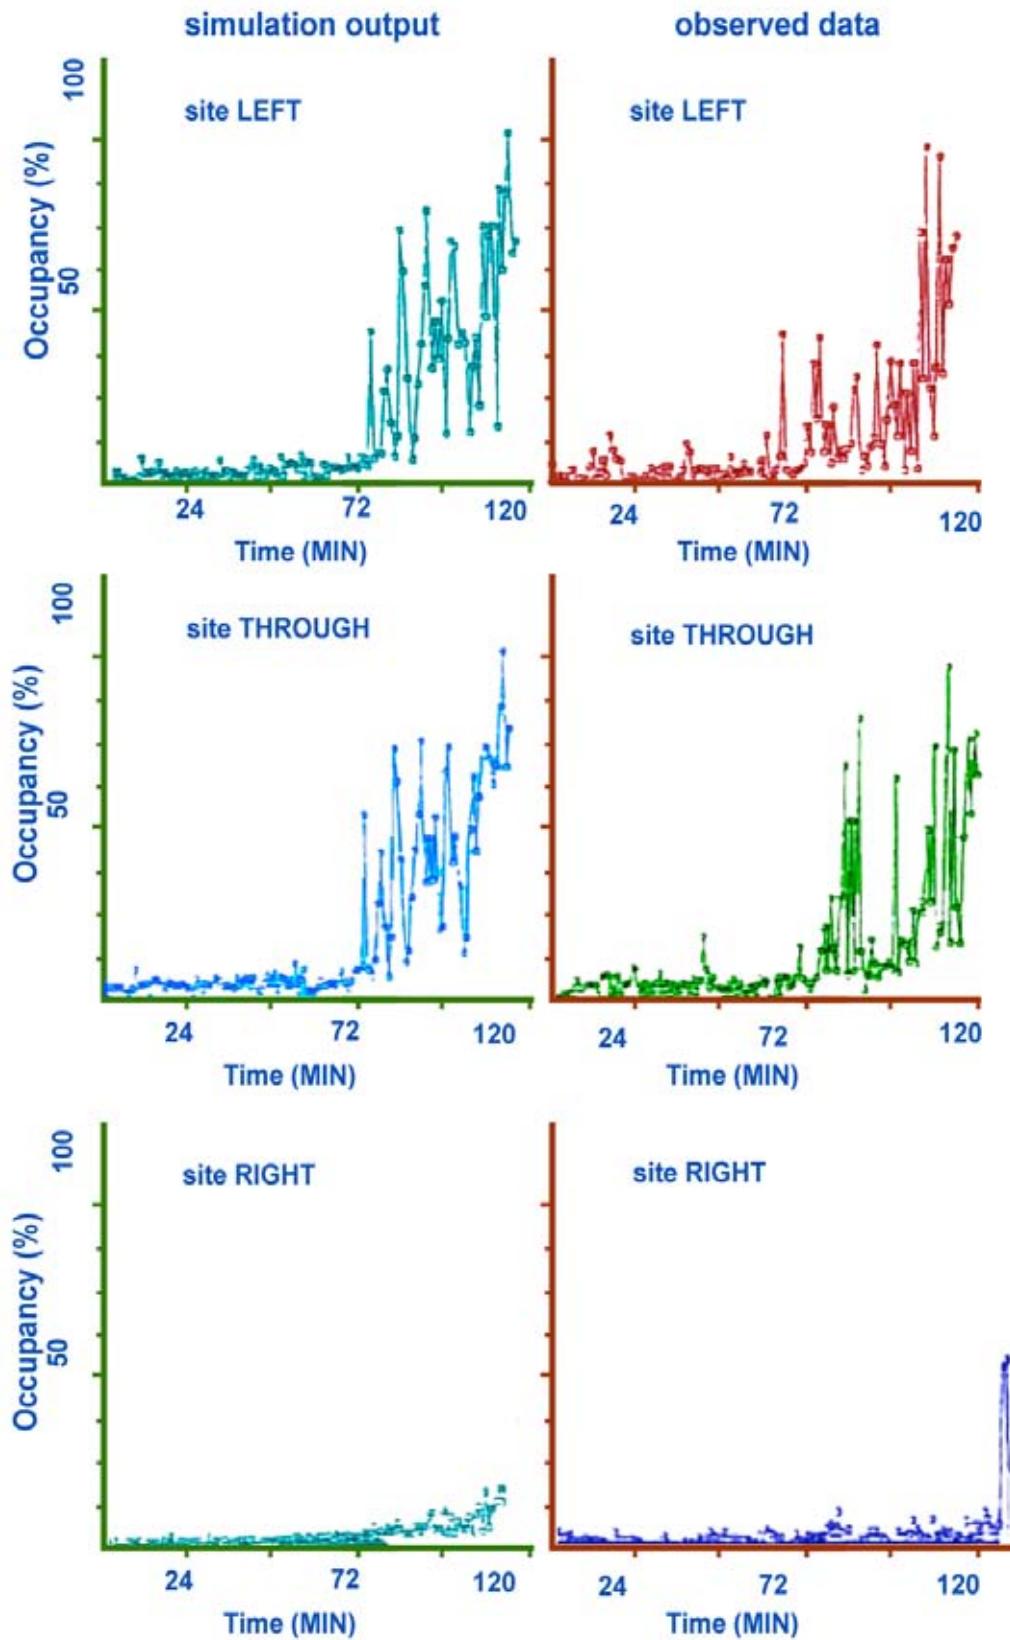 simulation output
observed data
100
site LEFT
site LEFT
Occupancy (%)
50
24
72
120
24
72
120
Time (MIN)
Time (MIN)
100
site THROUGH
site THROUGH
Occupancy (%)
50
24
72
120
24
72
120
Time (MIN)
Time (MIN)
100
site RIGHT
site RIGHT
Occupancy (%)
50
24
72
120
24
72
120
Time (MIN)
Time (MIN)